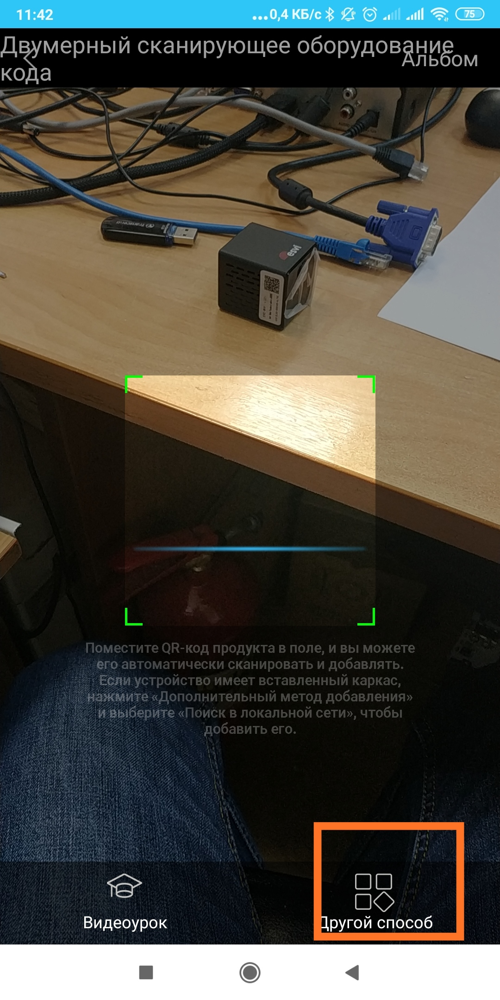 11:42
...0,4 КБ/с
75
Двумерный сканирующее оборудование
кода
Альбом
Transcend
esvi
Поместите QR-код продукта в поле, и вы можете
его автоматически сканировать и добавлять.
Если устройство имеет вставленный каркас,
нажмите «Дополнительный метод добавления»
и выберите «Поиск в локальной сети», чтобы
добавить его.
Видеоурок
Другой способ